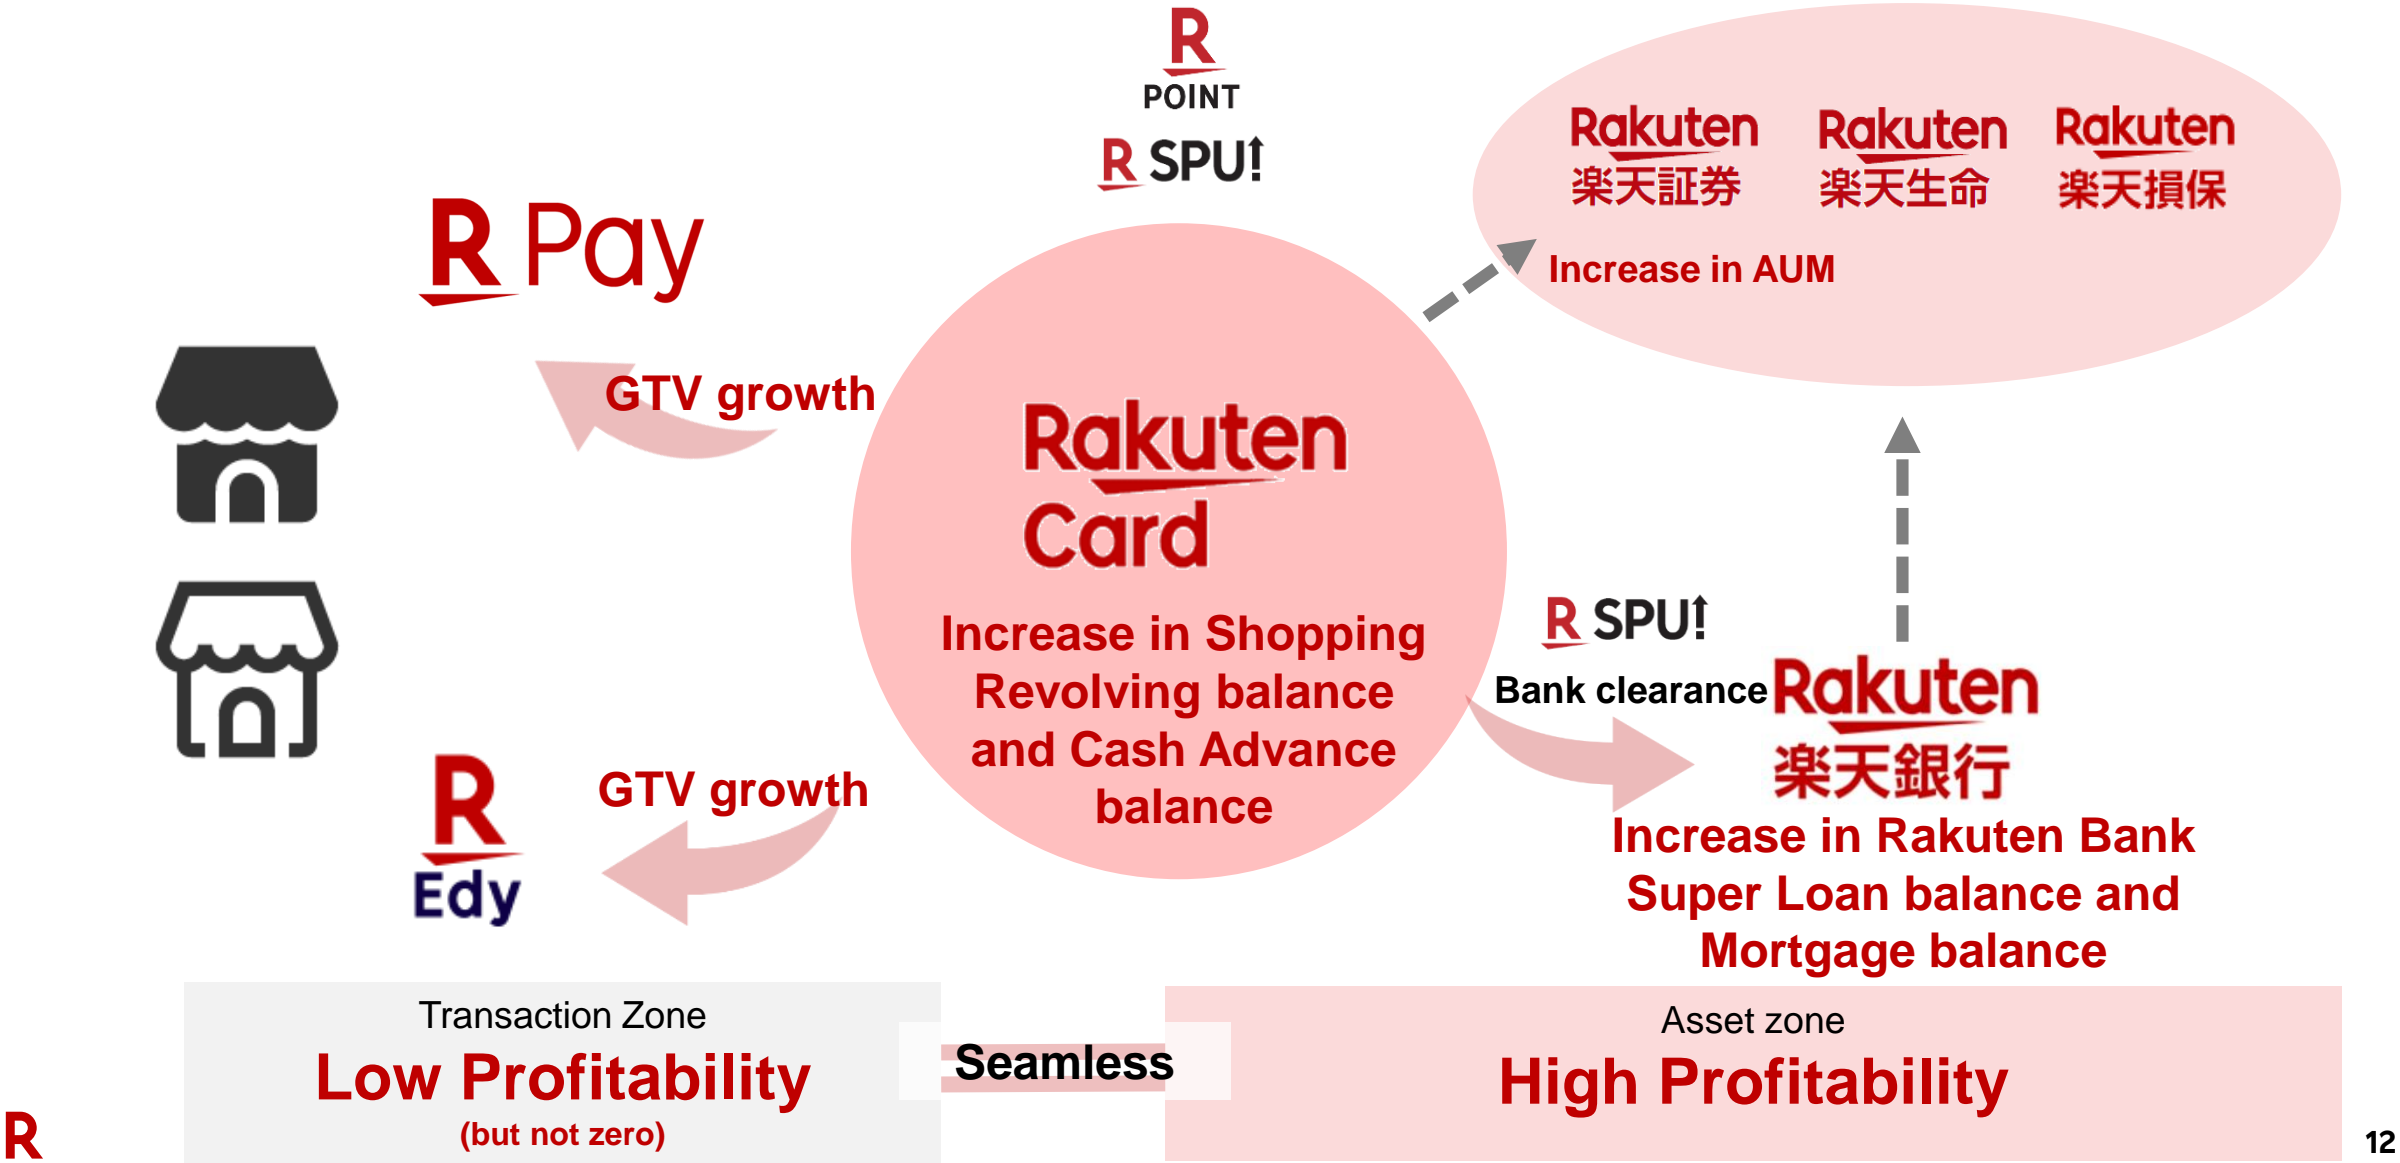 R
POINT
R SPU!
Rakuten
楽天証券
Rakuten
楽天生命
Rakuten
楽天損保
Increase in AUM
R Pay
GTV growth
Rakuten
Card
Increase in Shopping
Revolving balance
and Cash Advance
balance
R SPU!
Bank clearance
Rakuten
楽天銀行
Increase in Rakuten Bank
Super Loan balance and
Mortgage balance
GTV growth
R
Edy
Transaction Zone
Low Profitability
(but not zero)
Seamless
Asset zone
High Profitability
R
12